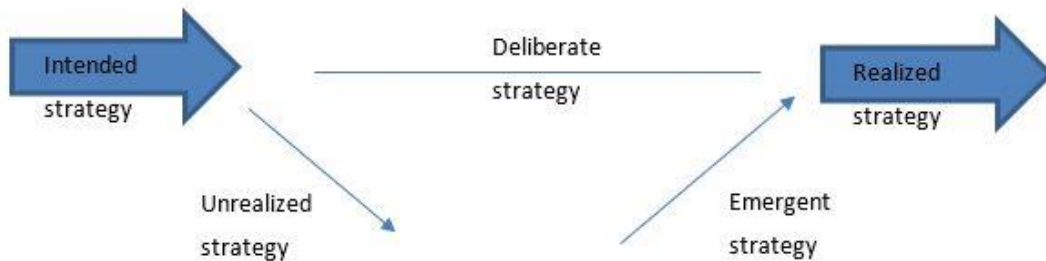 Intended
strategy
Deliberate
strategy
Realized
strategy
Unrealized
strategy
Emergent
strategy